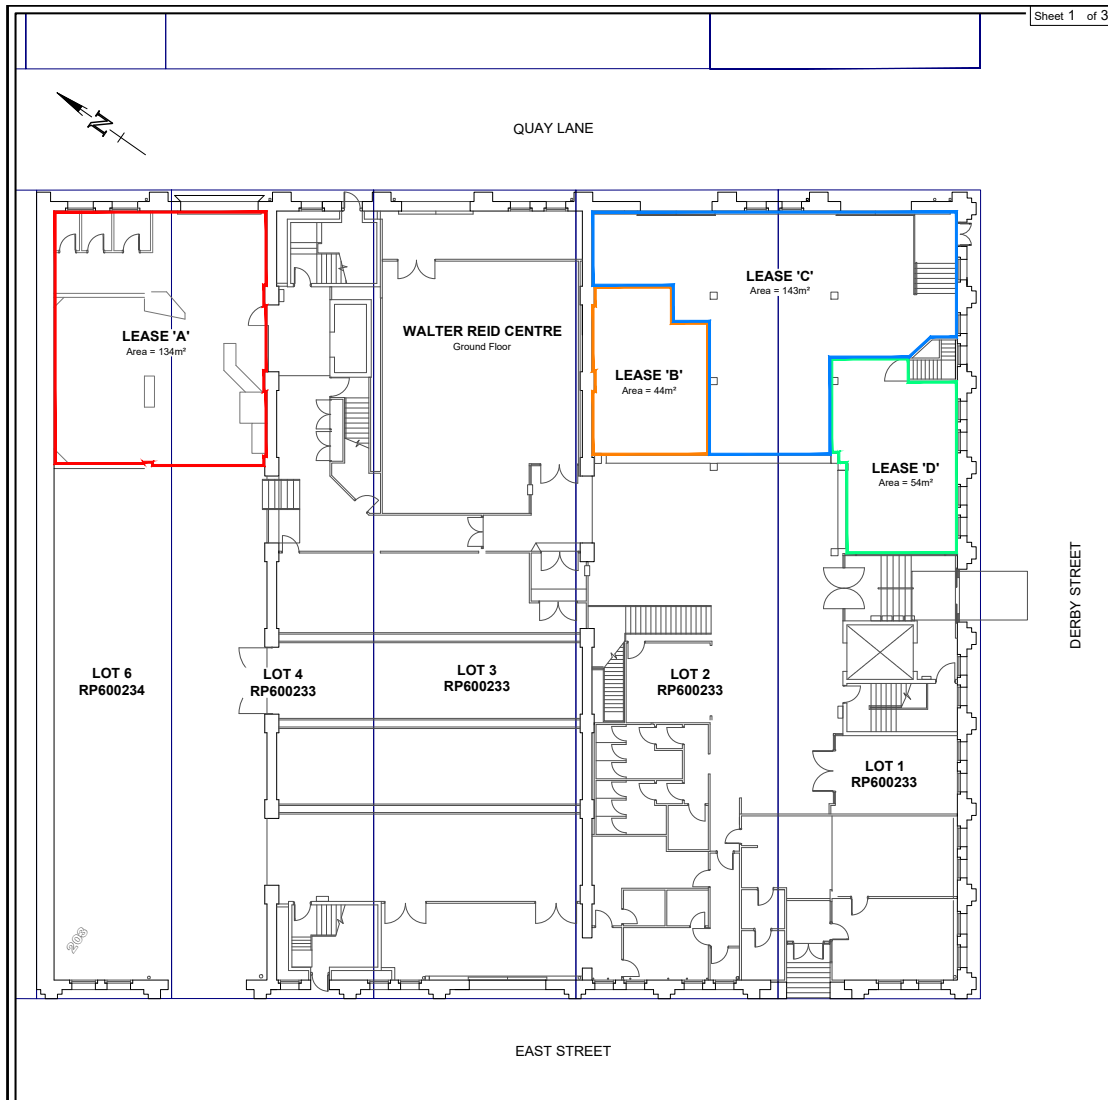 Sheet 1 of 3
N
QUAY LANE
LEASE 'A'
Area = 134m²
WALTER REID CENTRE
Ground Floor
LEASE 'C'
Area = 143m²
LEASE 'B'
Area = 44m²
LEASE 'D'
Area = 54m²
DERBY STREET
LOT 6
RP600234
LOT 4
RP600233
LOT 3
RP600233
LOT 2
RP600233
LOT 1
RP600233
203
EAST STREET